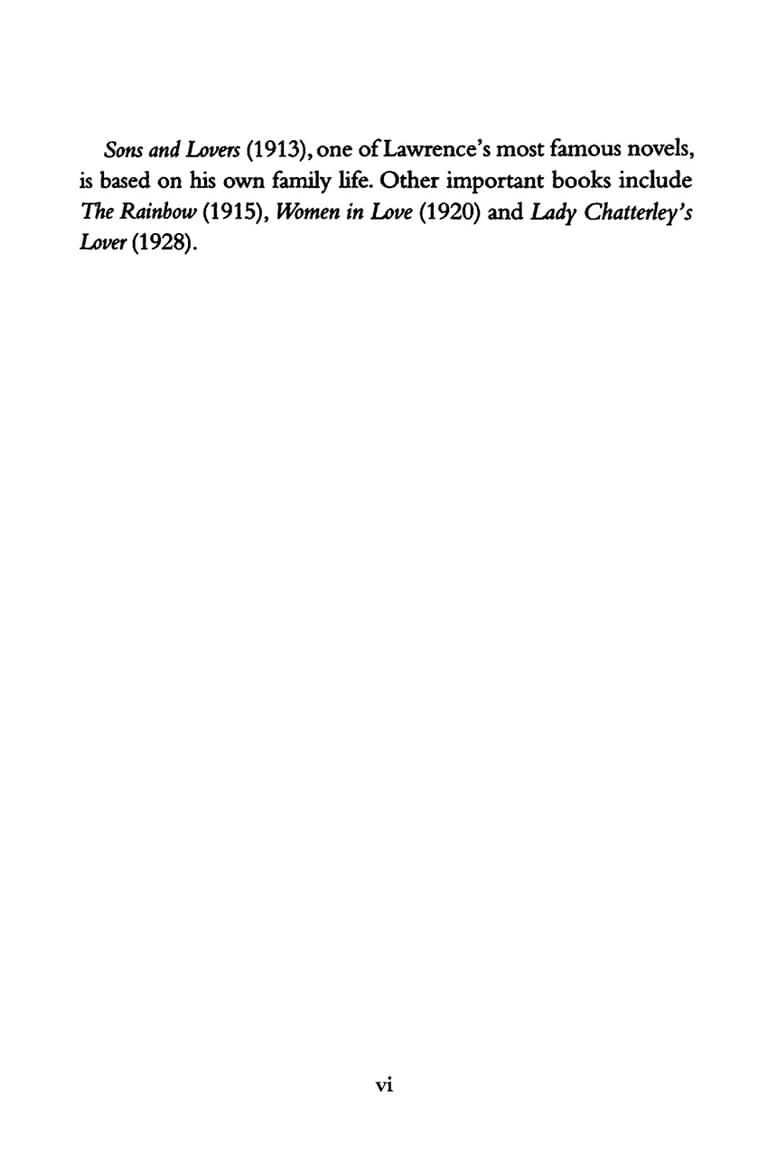 Sons and Lovers (1913), one of Lawrence's most famous novels,
is based on his own family life. Other important books include
The Rainbow (1915), Women in Love (1920) and Lady Chatterley's
Lover (1928).
vi